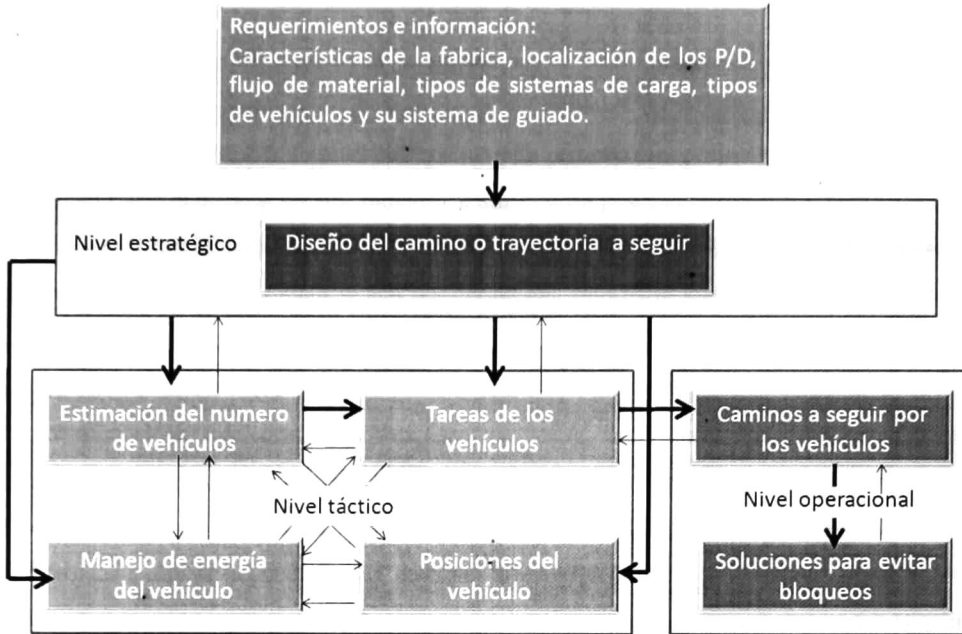 Requerimientos e información:
Características de la fabrica, localización de los P/D,
flujo de material, tipos de sistemas de carga, tipos
de vehículos y su sistema de guiado.
Nivel estratégico
Diseño del camino o trayectoria a seguir
Estimación del numero
de vehículos
Tareas de los
vehículos
Caminos a seguir por
los vehículos
Nivel táctico
Nivel operacional
Manejo de energía
del vehículo
Posiciones del
vehículo
Soluciones para evitar
bloqueos